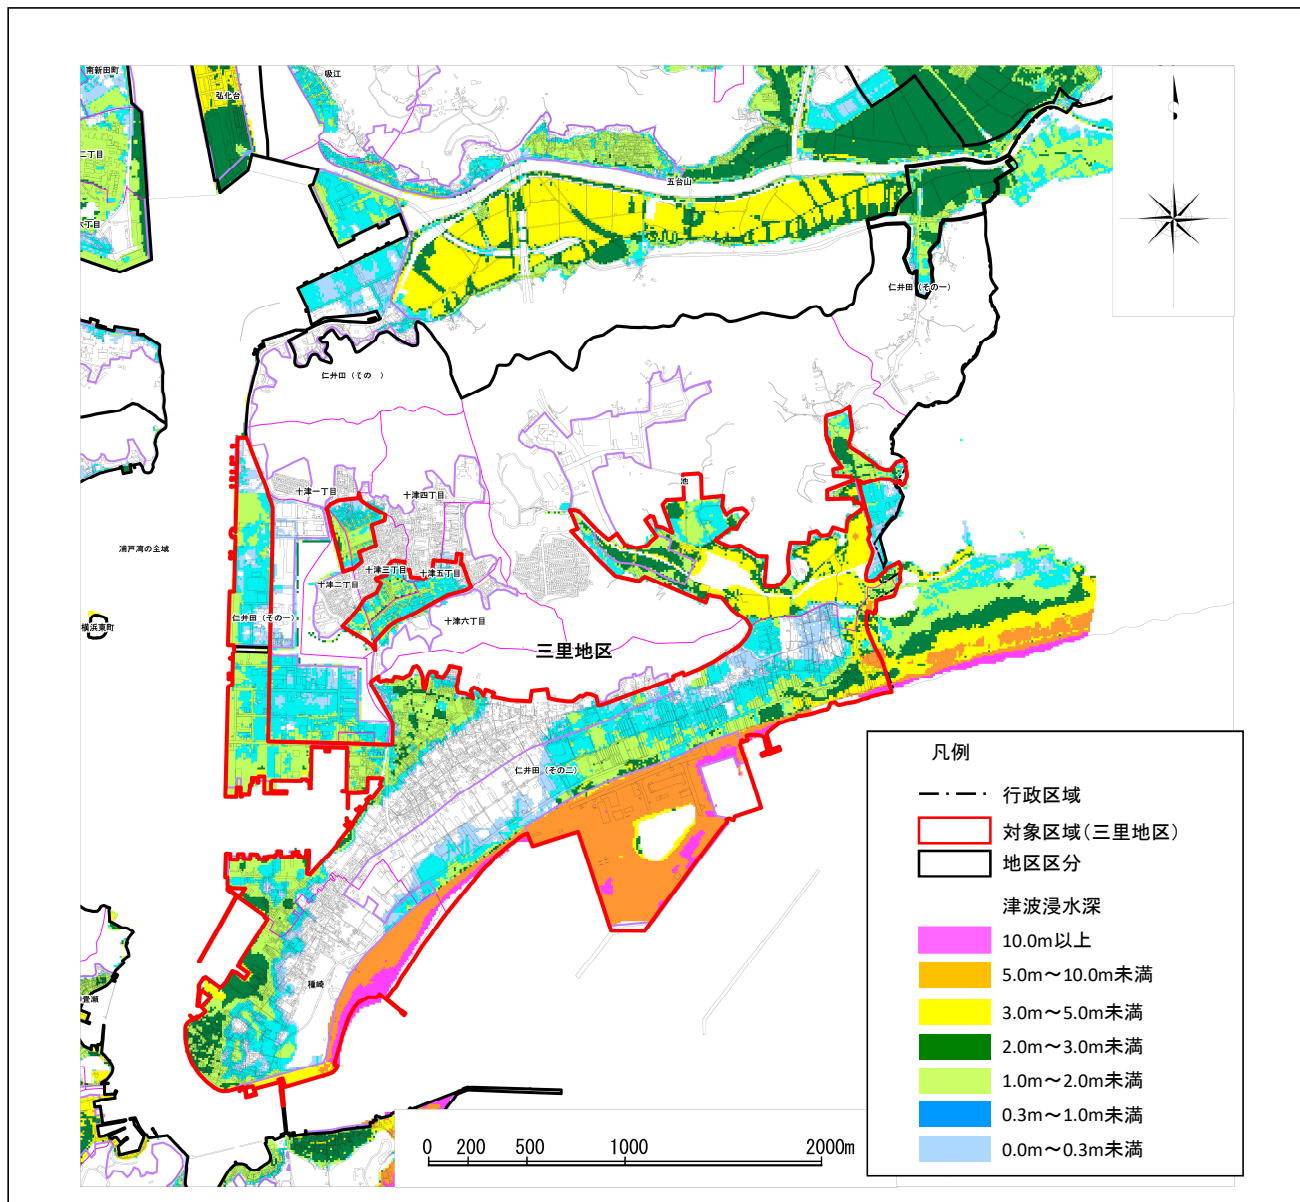 南新田町
弘化台
吸江
二丁目
五台山
六丁目
仁井田（その一）
仁井田（その一）
池
十津一丁目
十津四丁目
浦戸湾の全域
十津三丁目
十津五丁目
十津二丁目
仁井田（その一）
十津六丁目
横浜東町
三里地区
仁井田（その二）
種崎
凡例
行政区域
対象区域（三里地区）
地区区分
津波浸水深
10.0m以上
5.0m～10.0m未満
3.0m～5.0m未満
2.0m～3.0m未満
1.0m～2.0m未満
0.3m～1.0m未満
0.0m～0.3m未満
0 200 500 1000 2000m